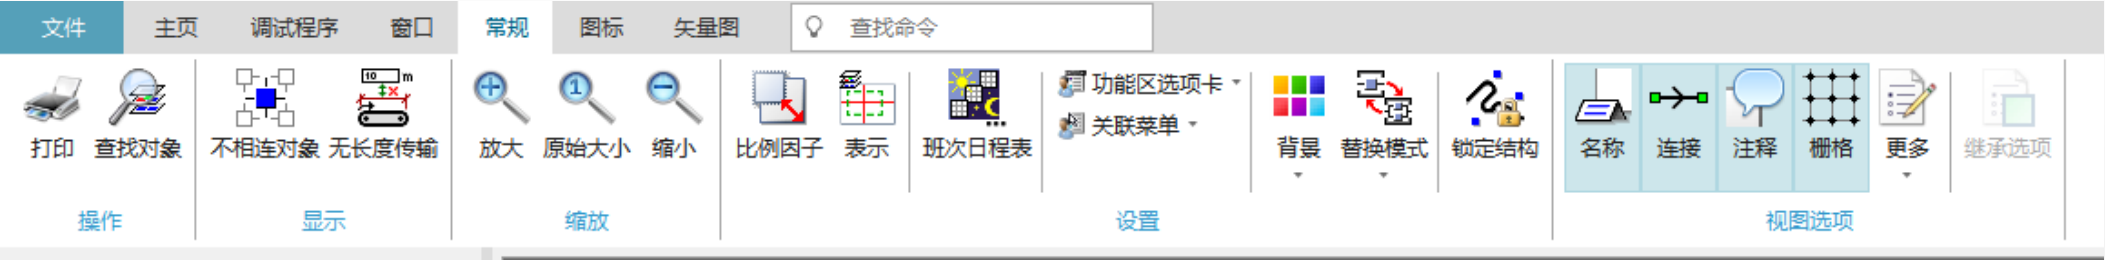 文件 主页 调试程序 窗口 常规 图标 矢量图 查找命令
10 m
1
功能区选项卡
关联菜单
打印 查找对象 不相连对象 无长度传输 放大 原始大小 缩小 比例因子 表示 班次日程表 背景 替换模式 锁定结构 名称 连接 注释 栅格 更多 继承选项
操作 显示 缩放 设置 视图选项